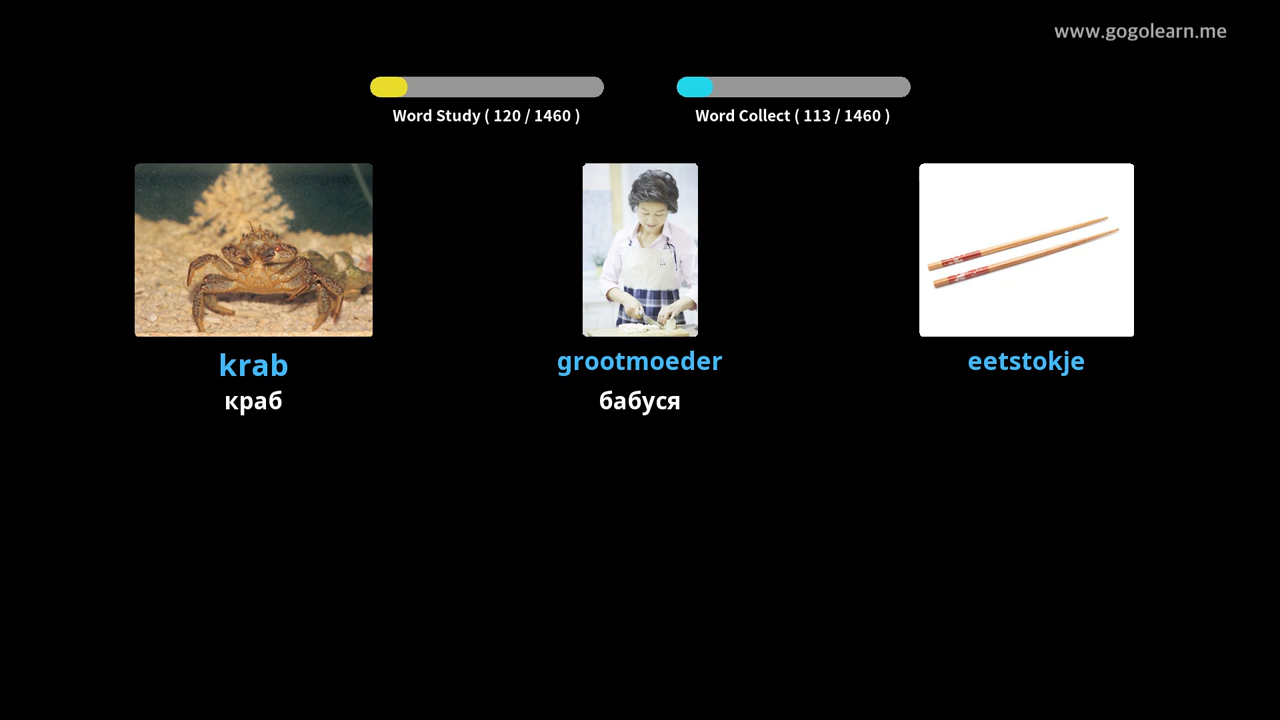 www.gogolearn.me
Word Study ( 120 / 1460 )
Word Collect ( 113 / 1460 )
krab
grootmoeder
eetstokje
краб
бабуся